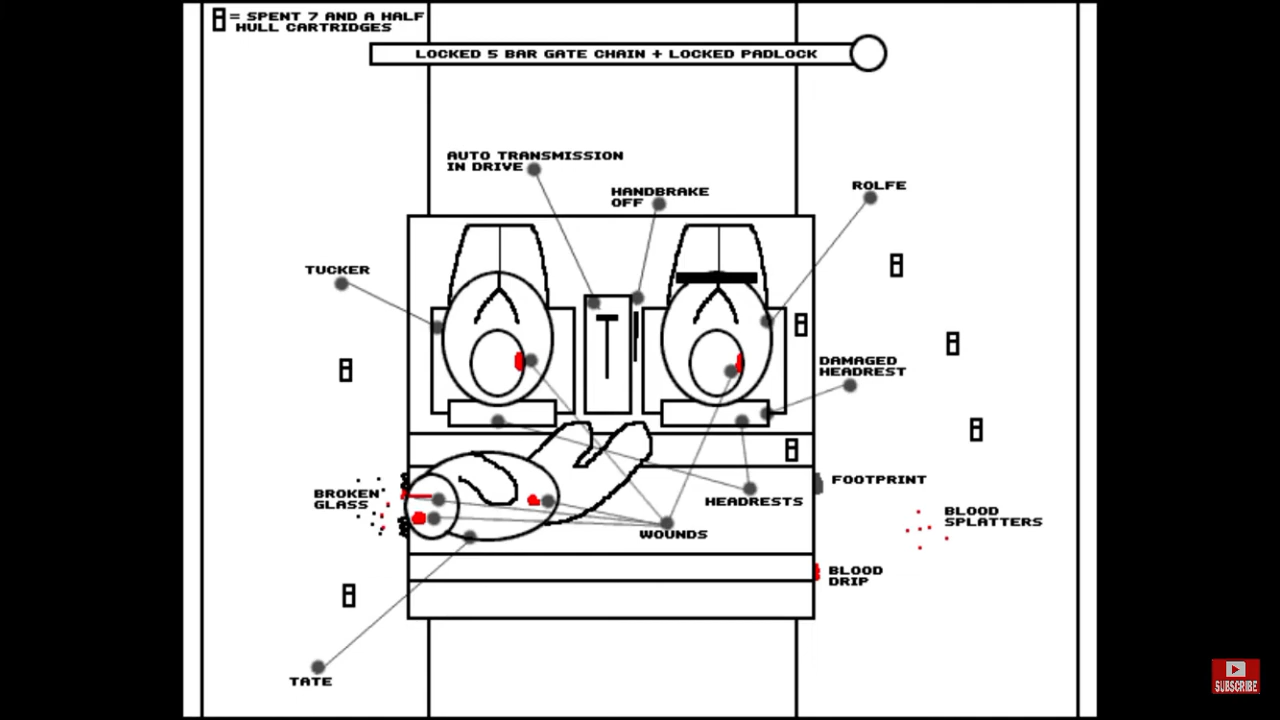 = SPENT 7 AND A HALF
HULL CARTRIDGES
LOCKED 5 BAR GATE CHAIN + LOCKED PADLOCK
AUTO TRANSMISSION
IN DRIVE
HANDBRAKE
OFF
ROLFE
TUCKER
DAMAGED
HEADREST
BROKEN
GLASS
HEADRESTS
FOOTPRINT
BLOOD
SPLATTERS
WOUNDS
BLOOD
DRIP
TATE
SUBSCRIBE